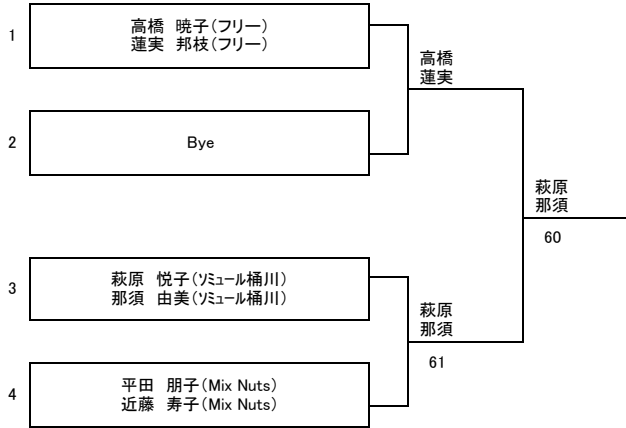 1
高橋 暁子(フリー)
蓮実 邦枝(フリー)
高橋
蓮実
2
Bye
萩原
那須
60
3
萩原 悦子(ソミュール桶川)
那須 由美(ソミュール桶川)
萩原
那須
61
4
平田 朋子(Mix Nuts)
近藤 寿子(Mix Nuts)